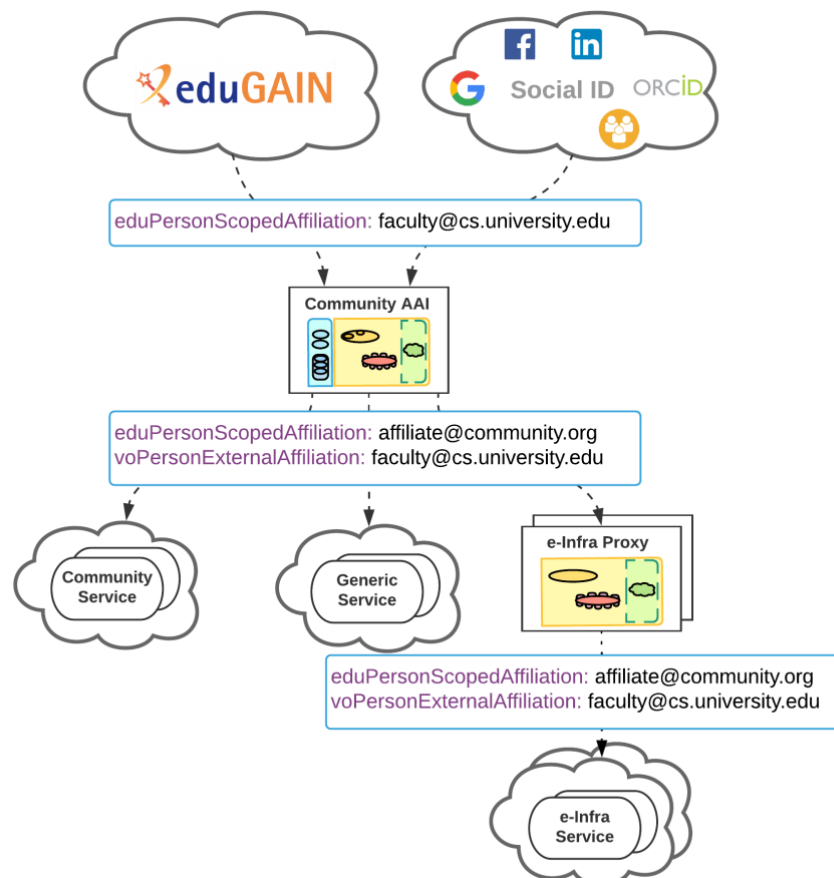 eduGAIN
Social ID
ORCID
eduPersonScopedAffiliation: faculty@cs.university.edu
Community AAI
eduPersonScopedAffiliation: affiliate@community.org
voPersonExternalAffiliation: faculty@cs.university.edu
Community
Service
Generic
Service
e-Infra Proxy
eduPersonScopedAffiliation: affiliate@community.org
voPersonExternalAffiliation: faculty@cs.university.edu
e-Infra
Service